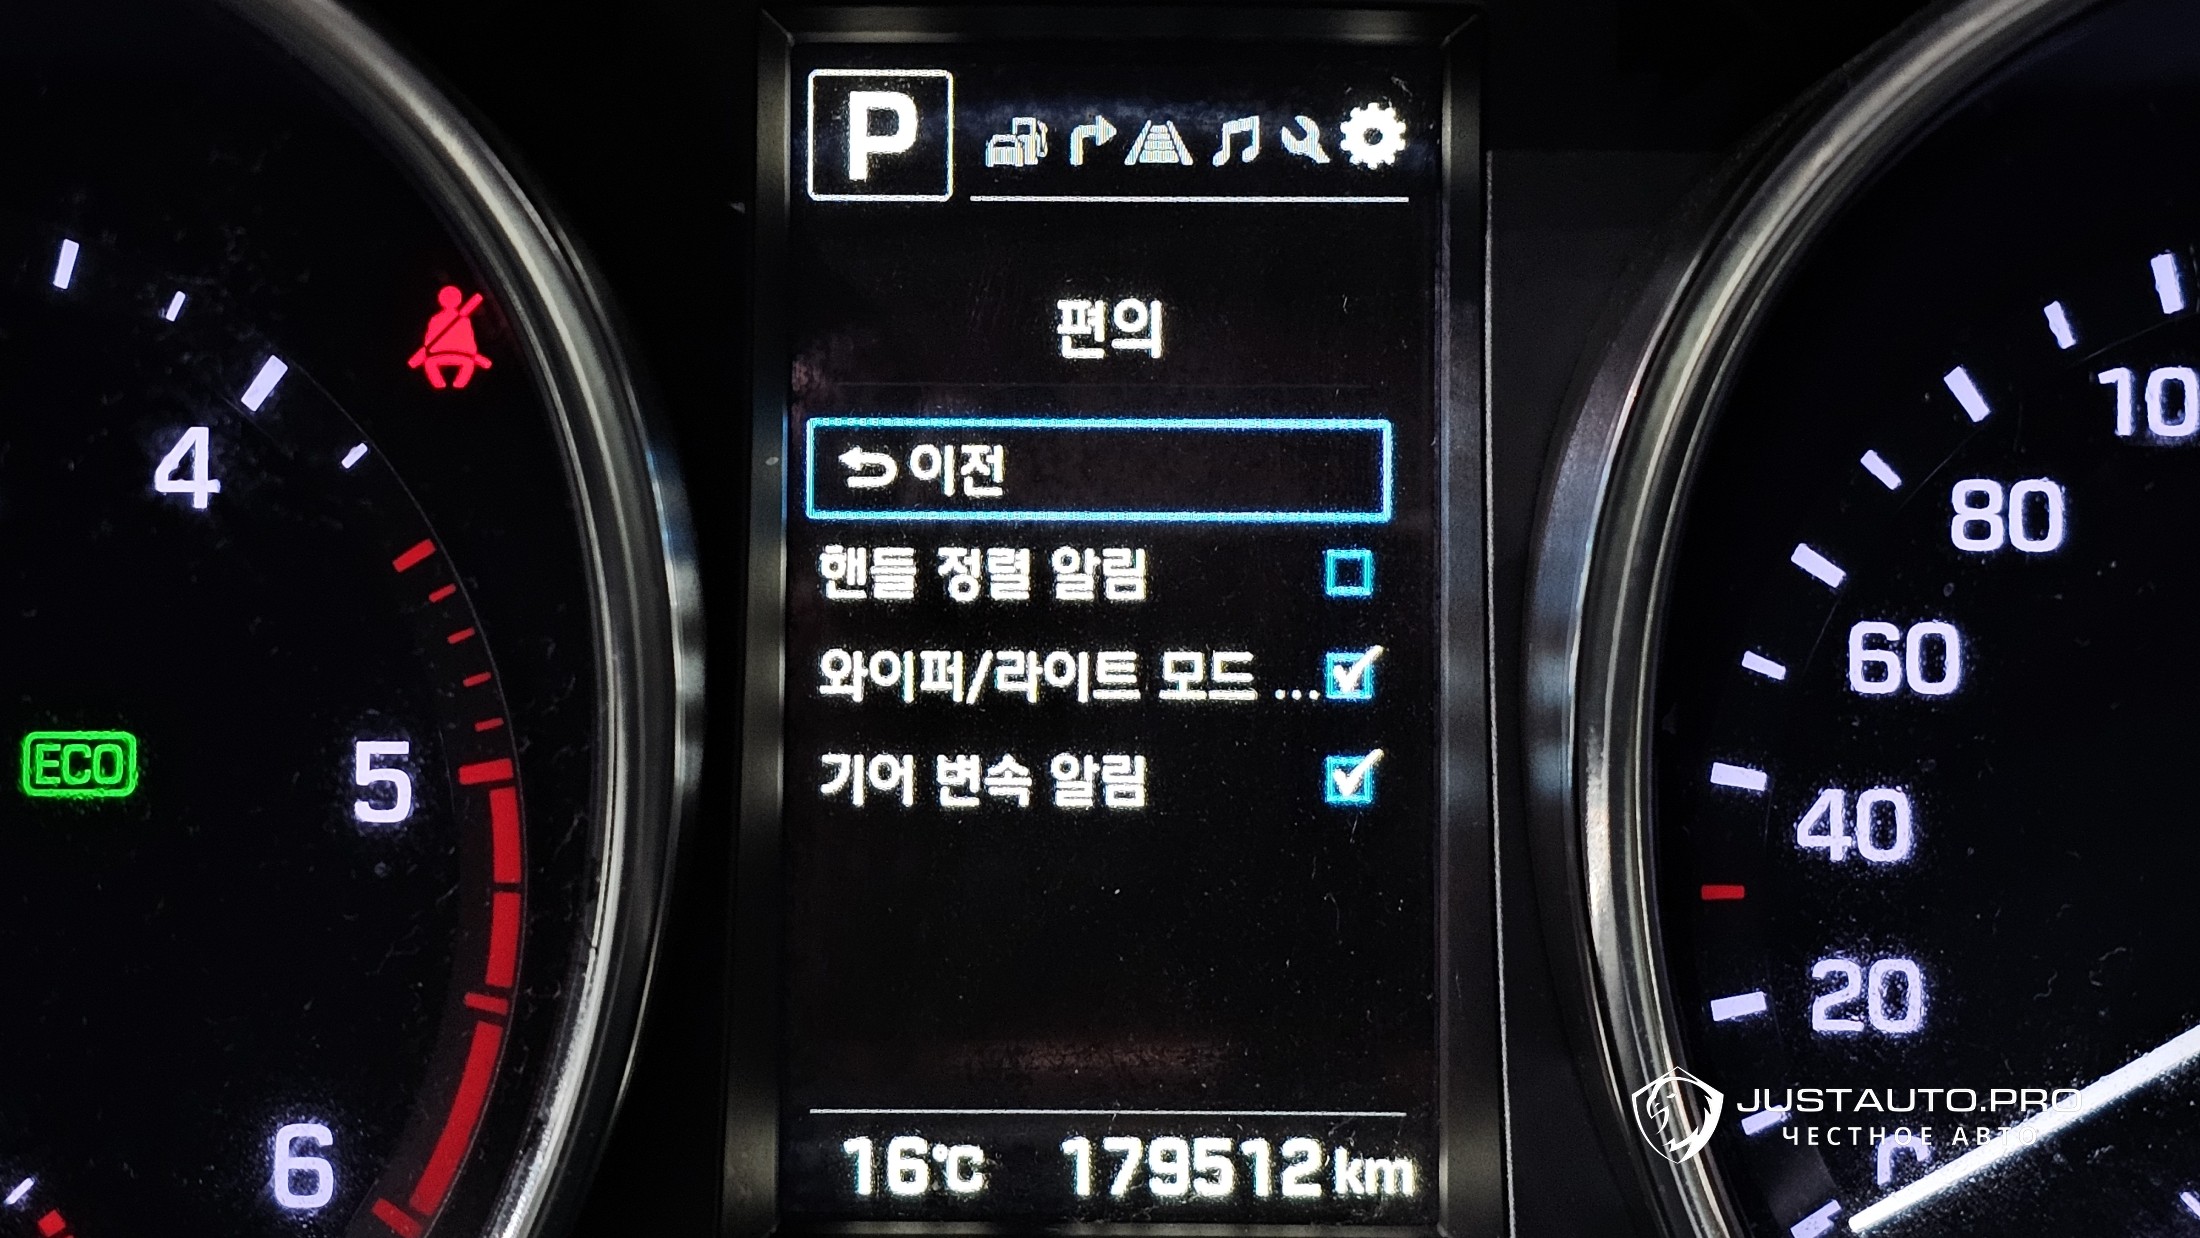 P
편의
이전
핸들 정렬 알림
와이퍼/라이트 모드 ...
기어 변속 알림
16℃ 179512 km
4
5
6
ECO
100
80
60
40
20
0
JUSTAUTO.PRO
ЧЕСТНОЕ АВТО